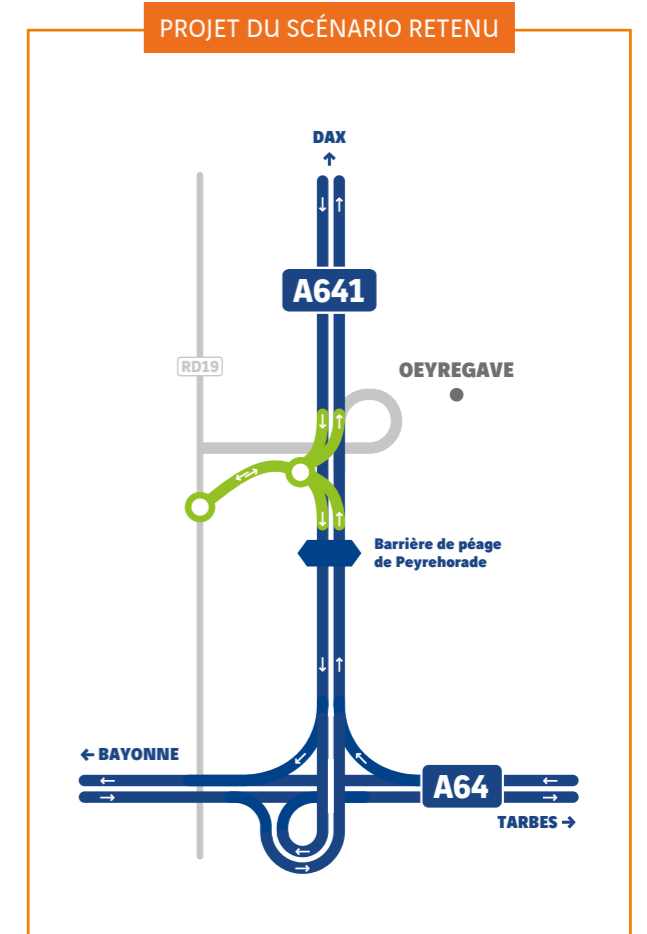 PROJET DU SCÉNARIO RETENU
DAX
↑
A641
RD19
OEYREGAVE
Barrière de péage
de Peyrehorade
← BAYONNE
A64
TARBES →